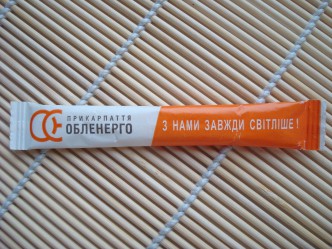 ПРИКАРПАТТЯ
ОБЛЕНЕРГО
З НАМИ ЗАВЖДИ СВІТЛІШЕ!